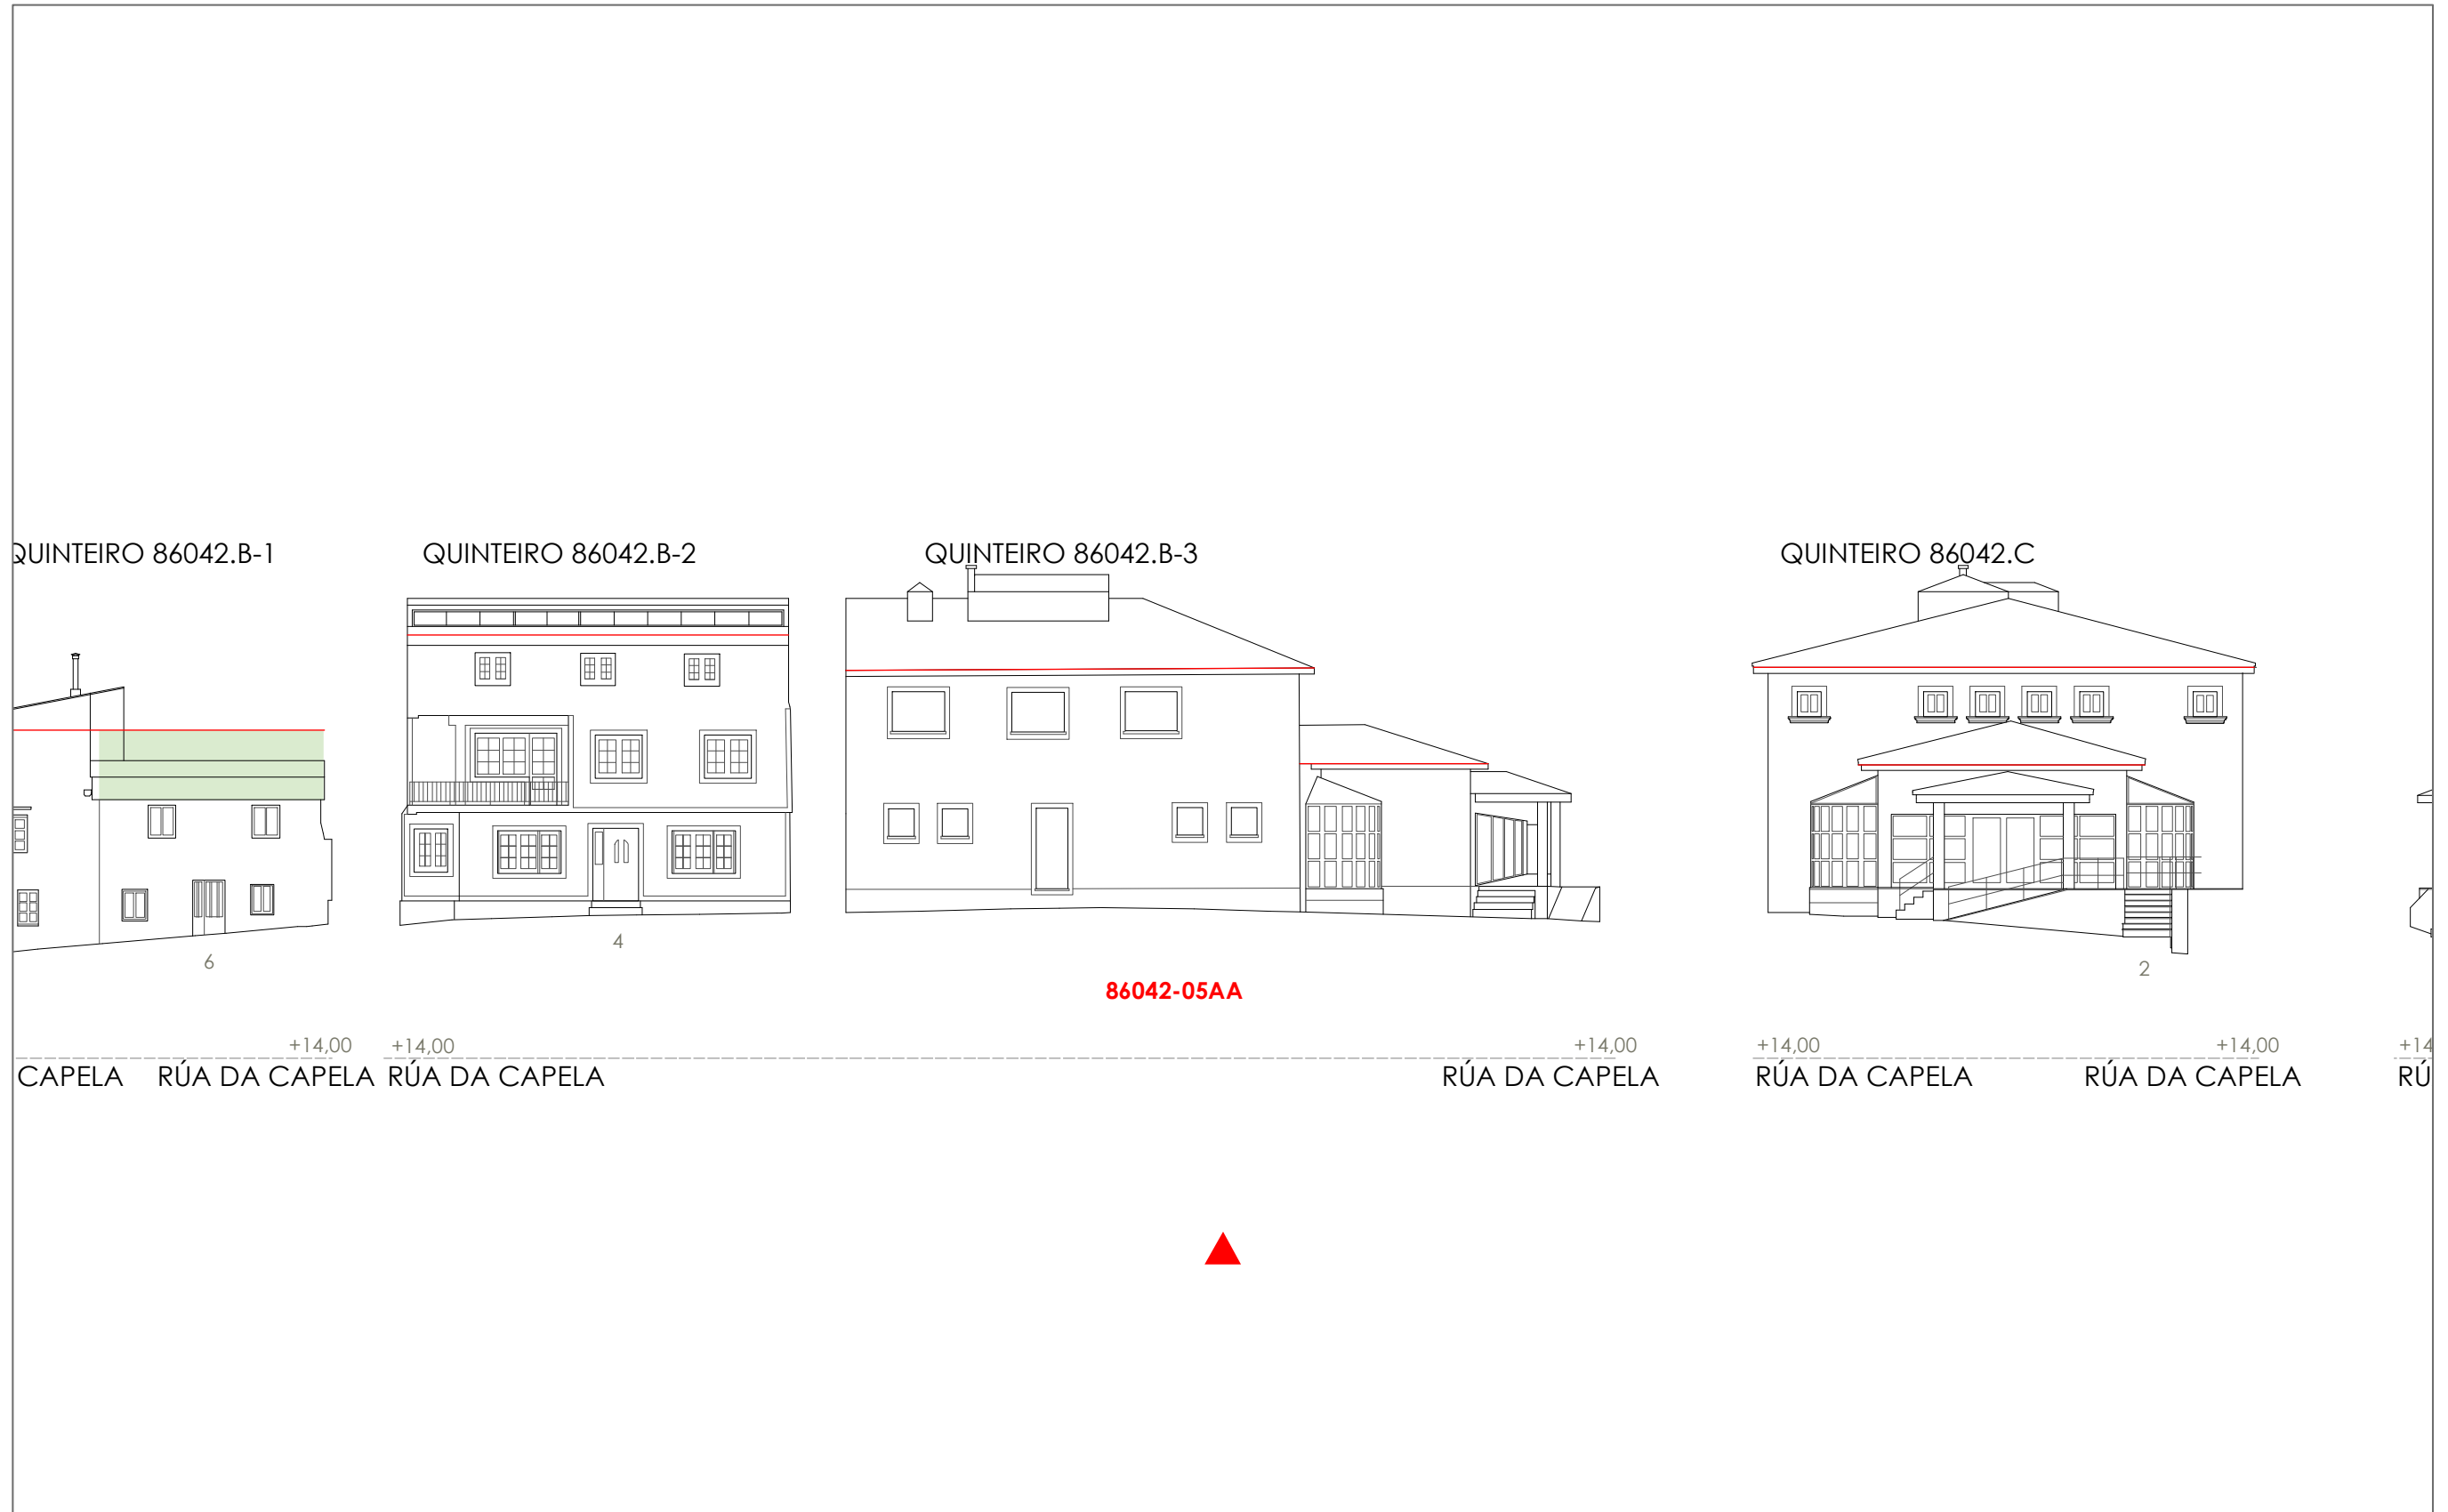 QUINTEIRO 86042.B-1 QUINTEIRO 86042.B-2 QUINTEIRO 86042.B-3 QUINTEIRO 86042.C
4
6 2
86042-05AA
+14,00 +14,00 +14,00 +14,00 +14,00 +14
CAPELA RÚA DA CAPELA RÚA DA CAPELA RÚA DA CAPELA RÚA DA CAPELA RÚA DA CAPELA RÚ